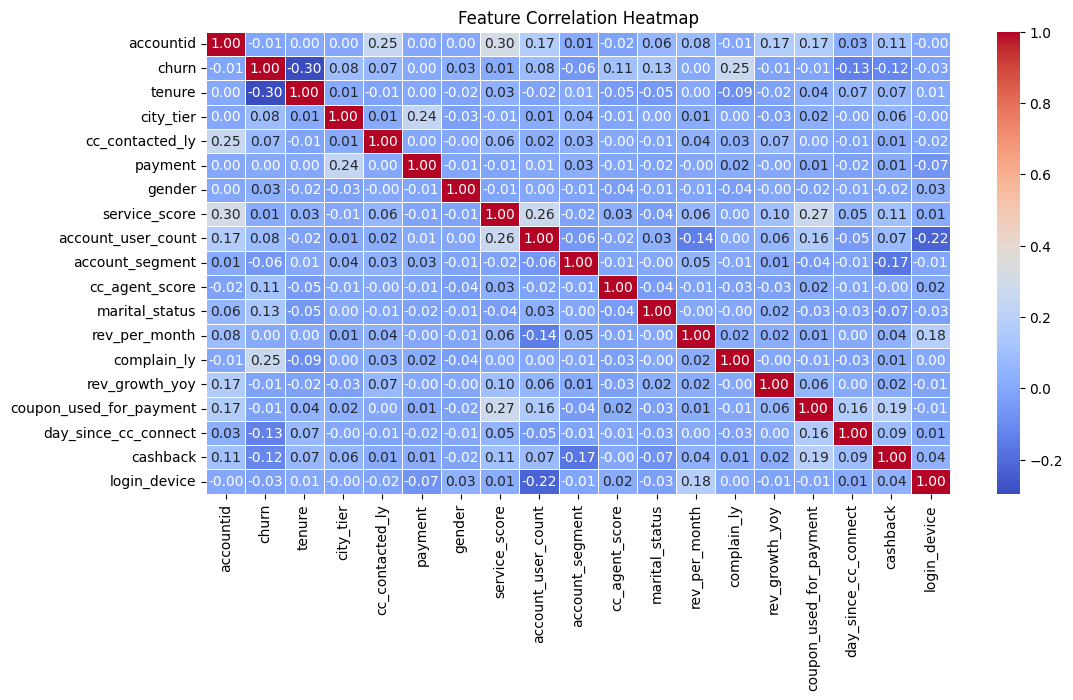 Feature Correlation Heatmap
accountid 1.00 -0.01 0.00 0.00 0.25 0.00 0.00 0.30 0.17 0.01 -0.02 0.06 0.08 -0.01 0.17 0.17 0.03 0.11 -0.00
churn -0.01 1.00 -0.30 0.08 0.07 0.00 0.03 0.01 0.08 -0.06 0.11 0.13 0.00 0.25 -0.01 -0.01 -0.13 -0.12 -0.03
tenure 0.00 -0.30 1.00 0.01 -0.01 0.00 -0.02 0.03 -0.02 0.01 -0.05 -0.05 0.00 -0.09 -0.02 0.04 0.07 0.07 0.01
city_tier 0.00 0.08 0.01 1.00 0.01 0.24 -0.03 -0.01 0.01 0.04 -0.01 0.00 0.01 0.00 -0.03 0.02 -0.00 0.06 -0.00
cc_contacted_ly 0.25 0.07 -0.01 0.01 1.00 0.00 -0.00 0.06 0.02 0.03 -0.01 -0.01 0.04 0.03 0.07 0.00 -0.01 0.01 -0.02
payment 0.00 0.00 0.00 0.24 0.00 1.00 -0.01 -0.01 0.01 0.03 -0.01 -0.02 -0.00 0.02 -0.00 0.01 -0.02 0.01 -0.07
gender 0.00 0.03 -0.02 -0.03 -0.00 -0.01 1.00 -0.01 0.00 -0.01 -0.04 -0.01 -0.01 -0.04 -0.00 -0.02 -0.01 -0.02 0.03
service_score 0.30 0.01 0.03 -0.01 0.06 -0.01 -0.01 1.00 0.26 -0.02 0.03 -0.04 0.06 0.00 0.10 0.27 0.05 0.11 0.01
account_user_count 0.17 0.08 -0.02 0.01 0.02 0.01 0.00 0.26 1.00 -0.06 -0.02 0.03 -0.14 0.00 0.06 0.16 -0.05 0.07 -0.22
account_segment 0.01 -0.06 0.01 0.04 0.03 0.03 -0.01 -0.02 -0.06 1.00 -0.01 -0.00 0.05 -0.01 0.01 -0.04 -0.01 -0.17 -0.01
cc_agent_score -0.02 0.11 -0.05 -0.01 -0.01 -0.01 -0.04 0.03 -0.02 -0.01 1.00 -0.04 -0.01 -0.03 -0.03 0.02 -0.01 -0.00 0.02
marital_status 0.06 0.13 -0.05 0.00 -0.01 -0.02 -0.01 -0.04 0.03 -0.00 -0.04 1.00 -0.00 -0.00 0.02 -0.03 -0.03 -0.07 -0.03
rev_per_month 0.08 0.00 0.00 0.01 0.04 -0.00 -0.01 0.06 -0.14 0.05 -0.01 -0.00 1.00 0.02 0.02 0.01 0.00 0.04 0.18
complain_ly -0.01 0.25 -0.09 0.00 0.03 0.02 -0.04 0.00 0.00 -0.01 -0.03 -0.00 0.02 1.00 -0.00 -0.01 -0.03 0.01 0.00
rev_growth_yoy 0.17 -0.01 -0.02 -0.03 0.07 -0.00 -0.00 0.10 0.06 0.01 -0.03 0.02 0.02 -0.00 1.00 0.06 0.00 0.02 -0.01
coupon_used_for_payment 0.17 -0.01 0.04 0.02 0.00 0.01 -0.02 0.27 0.16 -0.04 0.02 -0.03 0.01 -0.01 0.06 1.00 0.16 0.19 -0.01
day_since_cc_connect 0.03 -0.13 0.07 -0.00 -0.01 -0.02 -0.01 0.05 -0.05 -0.01 -0.01 -0.03 0.00 -0.03 0.00 0.16 1.00 0.09 0.01
cashback 0.11 -0.12 0.07 0.06 0.01 0.01 -0.02 0.11 0.07 -0.17 -0.00 -0.07 0.04 0.01 0.02 0.19 0.09 1.00 0.04
login_device -0.00 -0.03 0.01 -0.00 -0.02 -0.07 0.03 0.01 -0.22 -0.01 0.02 -0.03 0.18 0.00 -0.01 -0.01 0.01 0.04 1.00
accountid
churn
tenure
city_tier
cc_contacted_ly
payment
gender
service_score
account_user_count
account_segment
cc_agent_score
marital_status
rev_per_month
complain_ly
rev_growth_yoy
coupon_used_for_payment
day_since_cc_connect
cashback
login_device
1.0
0.8
0.6
0.4
0.2
0.0
−0.2